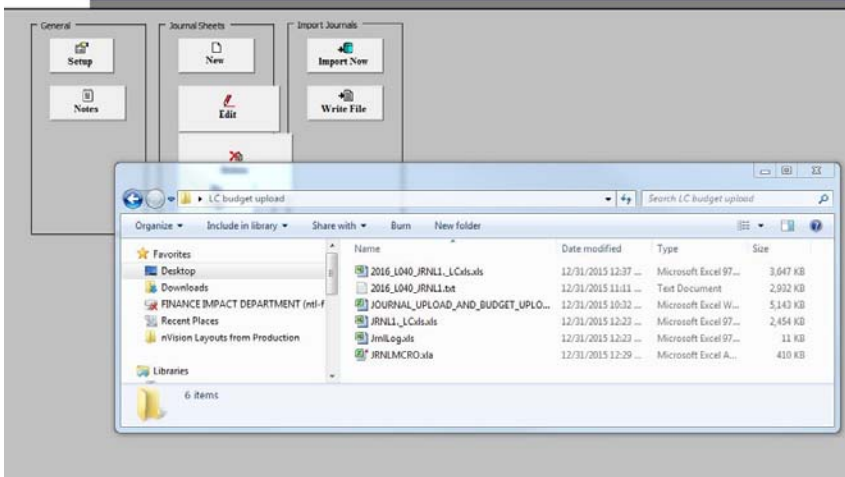 General
Journal Sheets
Import Journals
Setup
New
Import Now
Notes
Edit
Write File
LC budget upload
Search LC budget upload
Organize
Include in library
Share with
Burn
New folder
Favorites
Desktop
Downloads
FINANCE IMPACT DEPARTMENT (ntl-f
Recent Places
nVision Layouts from Production
Libraries
Name Date modified Type Size
2016_L040_JRNL1._LCxls.xls 12/31/2015 12:37 ... Microsoft Excel 97... 3,647 KB
2016_L040_JRNL1.txt 12/31/2015 11:11 ... Text Document 2,932 KB
JOURNAL_UPLOAD_AND_BUDGET_UPLO... 12/31/2015 10:32 ... Microsoft Excel W... 5,143 KB
JRNL1._LCxls.xls 12/31/2015 12:23 ... Microsoft Excel 97... 2,454 KB
JrnlLog.xls 12/31/2015 12:23 ... Microsoft Excel 97... 11 KB
JRNLMCRO.xla 12/31/2015 12:29 ... Microsoft Excel A... 410 KB
6 items